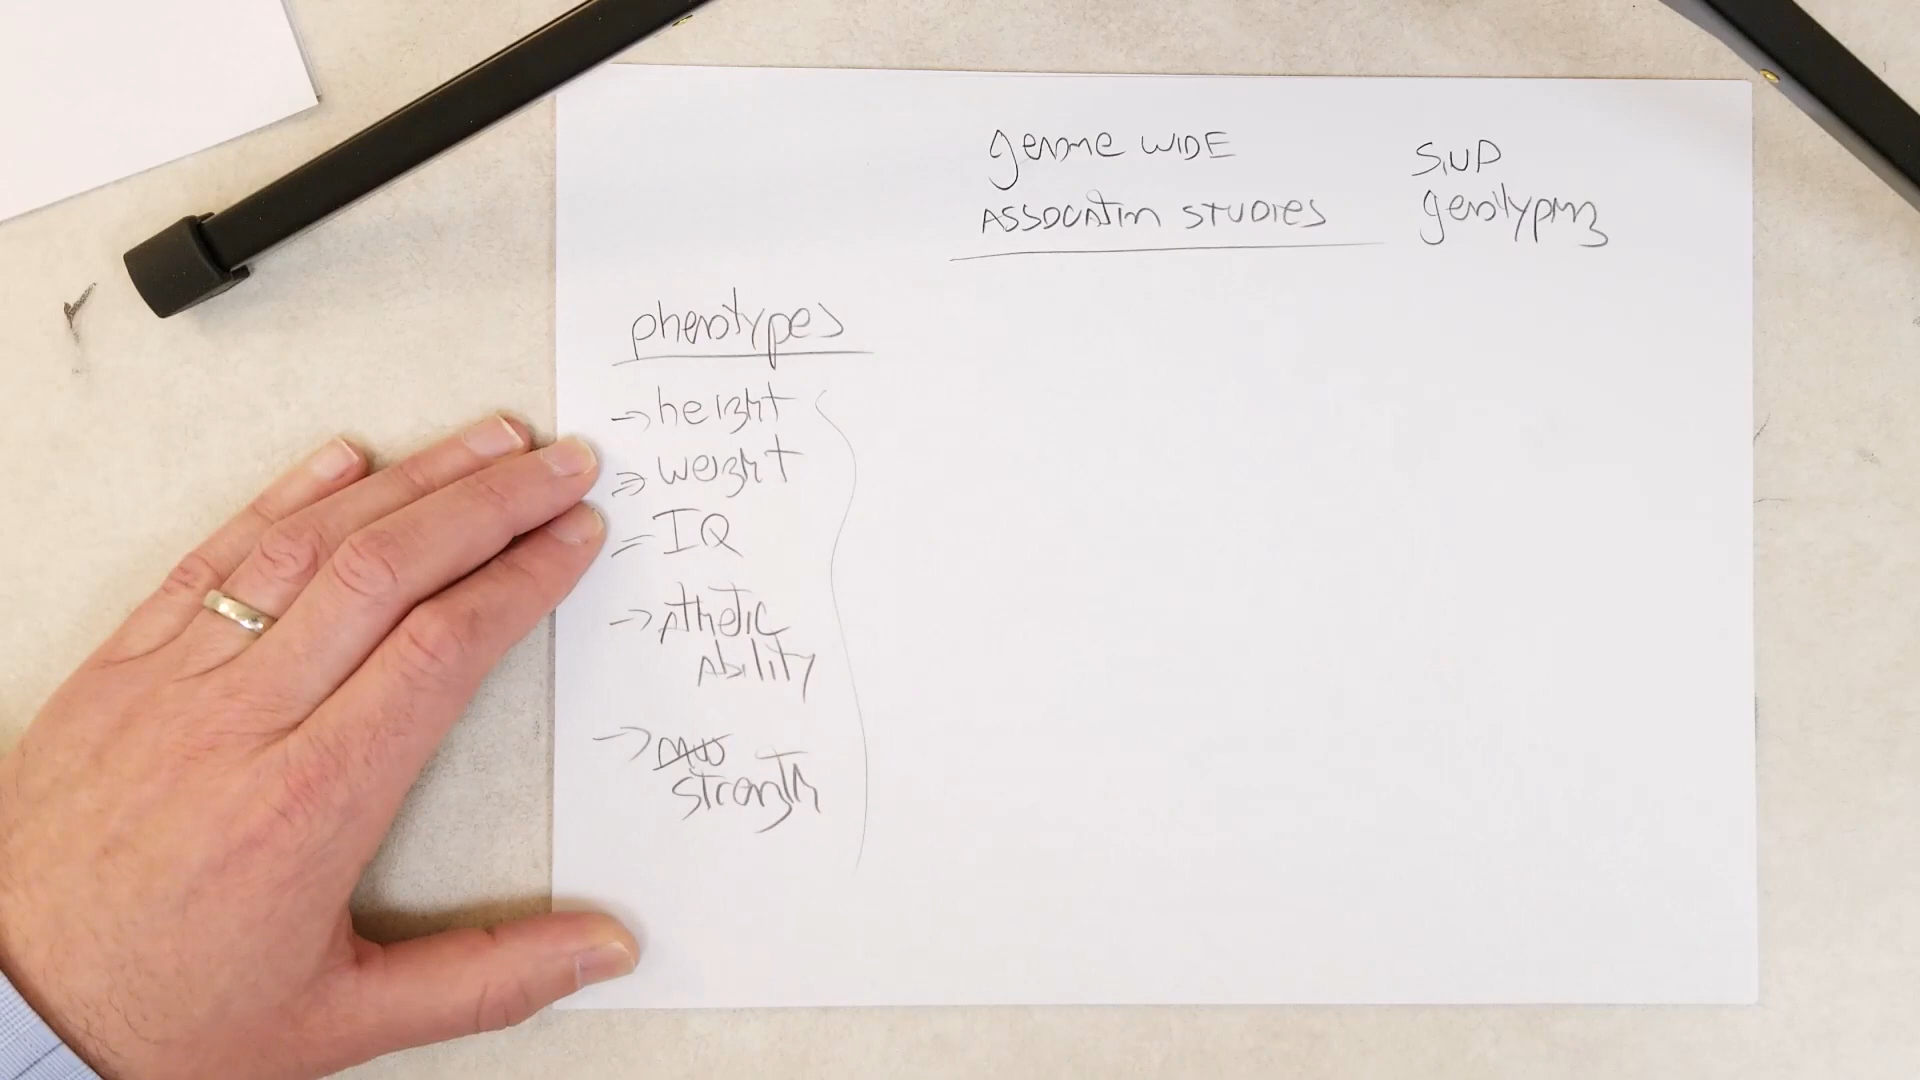 genome WIDE
ASSOCIATION STUDIES
SNP
genotyping
phenotypes
→ height
⇒ weight
= IQ
→ Athletic
Ability
→
strength